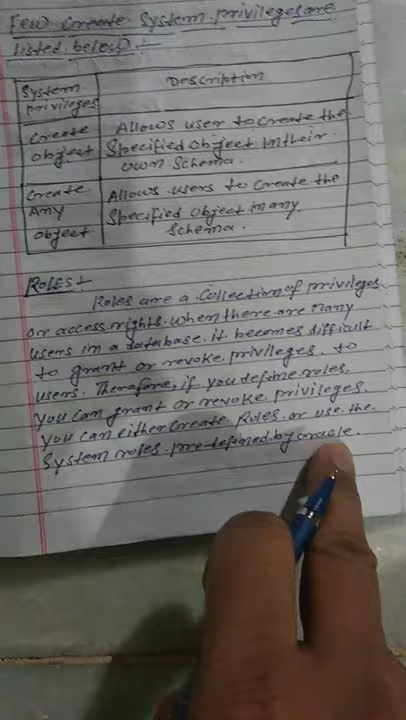 Few Create System privileges are
listed below :-
System privileges
Description
Create object
Allows user to create the
Specified object in their
own Schema.
Create Any object
Allows users to Create the
Specified object in any
Schema.
ROLES :-
Roles are a Collection of privileges
or access rights. when there are many
users in a database. it becomes difficult
to grant or revoke privileges. to
users. Therefore, if you define roles,
you can grant or revoke privileges.
you can either Create Roles. or use the
System roles. pre-defined by oracle.